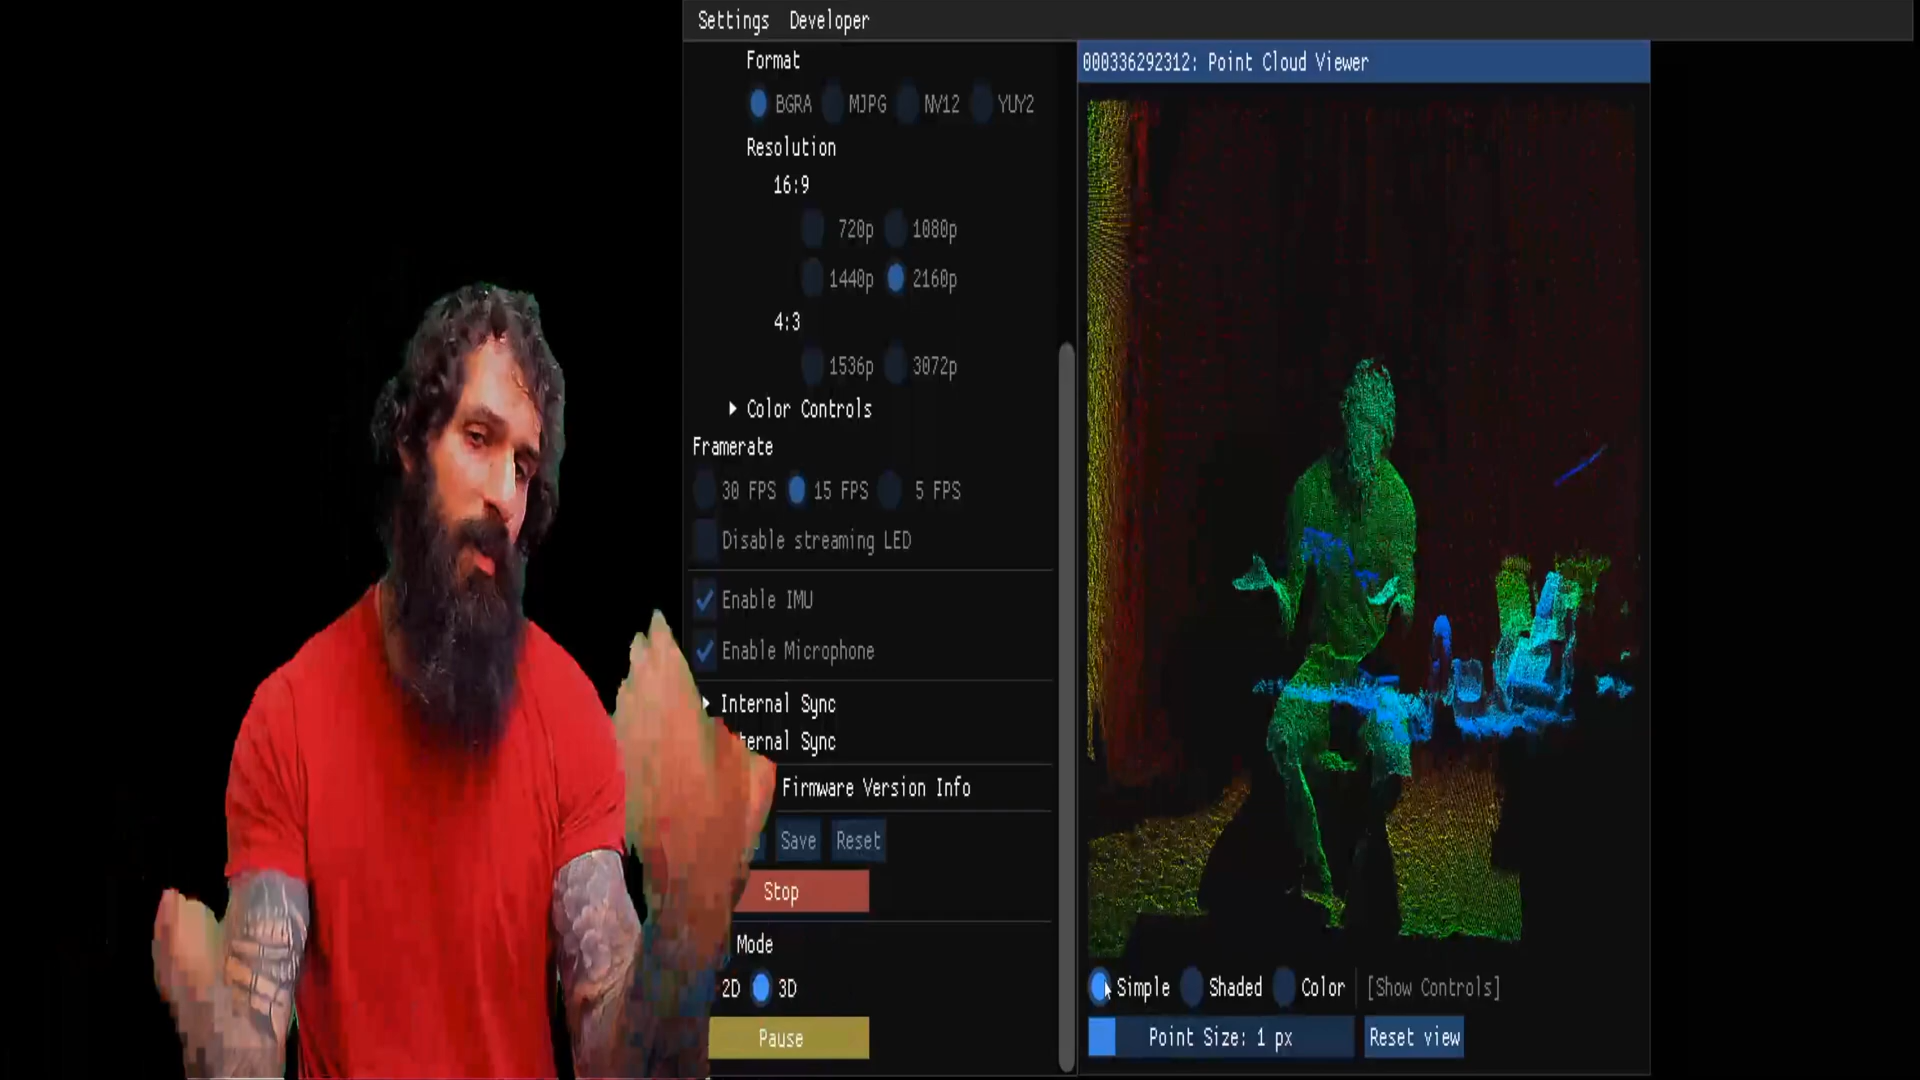 Settings Developer
Format
BGRA MJPG NV12 YUY2
Resolution
16:9
720p 1080p
1440p 2160p
4:3
1536p 3072p
Color Controls
Framerate
30 FPS 15 FPS 5 FPS
Disable streaming LED
Enable IMU
Enable Microphone
Internal Sync
ternal Sync
Firmware Version Info
Save Reset
Stop
Mode
2D 3D
Pause
000336292312: Point Cloud Viewer
Simple Shaded Color [Show Controls]
Point Size: 1 px Reset view